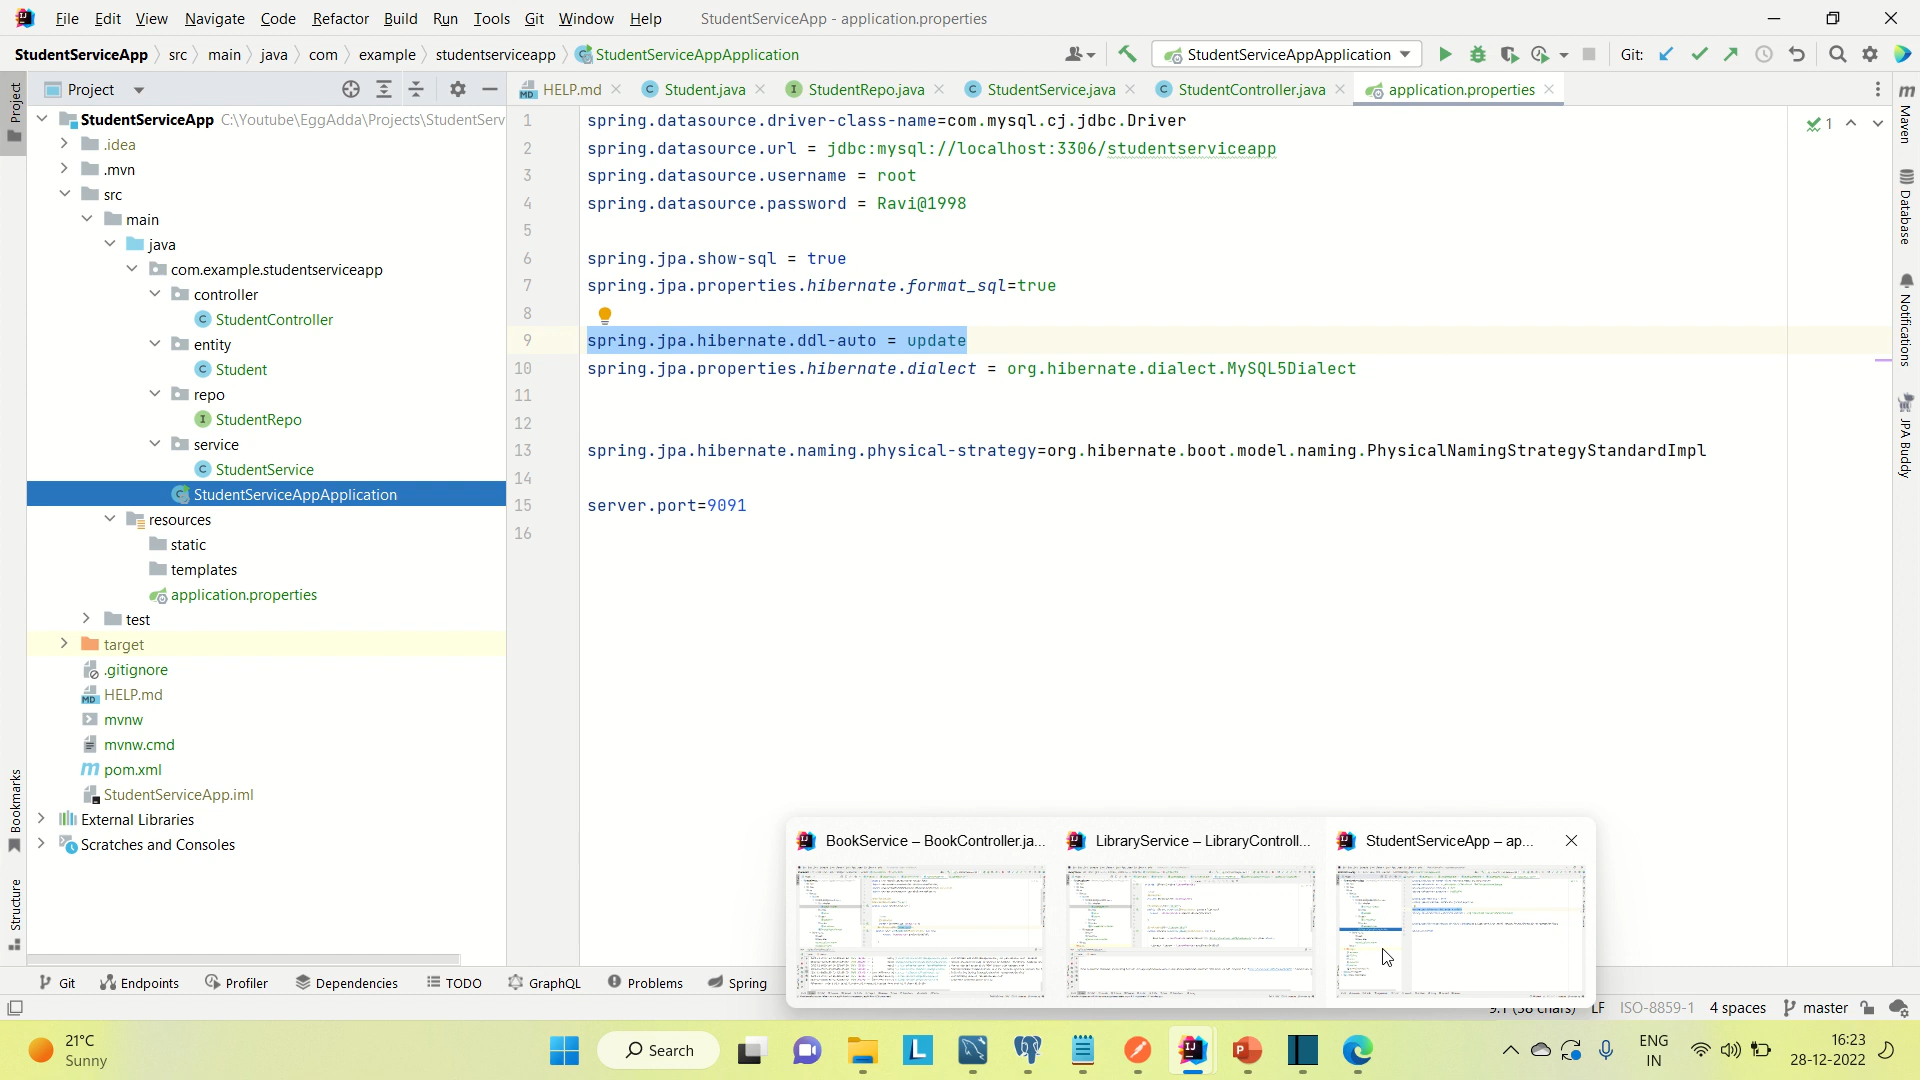 File Edit View Navigate Code Refactor Build Run Tools Git Window Help StudentServiceApp - application.properties
StudentServiceApp src main java com example studentserviceapp StudentServiceAppApplication
StudentServiceAppApplication Git:
Project
HELP.md Student.java StudentRepo.java StudentService.java StudentController.java application.properties
StudentServiceApp C:\Youtube\EggAdda\Projects\StudentServ
.idea
.mvn
src
main
java
com.example.studentserviceapp
controller
StudentController
entity
Student
repo
StudentRepo
service
StudentService
StudentServiceAppApplication
resources
static
templates
application.properties
test
target
.gitignore
HELP.md
mvnw
mvnw.cmd
pom.xml
StudentServiceApp.iml
External Libraries
Scratches and Consoles
1 spring.datasource.driver-class-name=com.mysql.cj.jdbc.Driver
2 spring.datasource.url = jdbc:mysql://localhost:3306/studentserviceapp
3 spring.datasource.username = root
4 spring.datasource.password = Ravi@1998
5
6 spring.jpa.show-sql = true
7 spring.jpa.properties.hibernate.format_sql=true
8
9 spring.jpa.hibernate.ddl-auto = update
10 spring.jpa.properties.hibernate.dialect = org.hibernate.dialect.MySQL5Dialect
11
12
13 spring.jpa.hibernate.naming.physical-strategy=org.hibernate.boot.model.naming.PhysicalNamingStrategyStandardImpl
14
15 server.port=9091
16
1
Project
Bookmarks
Structure
Maven
Database
Notifications
JPA Buddy
BookService – BookController.ja...
LibraryService – LibraryControll...
StudentServiceApp – ap...
Git Endpoints Profiler Dependencies TODO GraphQL Problems Spring
LF ISO-8859-1 4 spaces master
21°C
Sunny
Search
ENG
IN
16:23
28-12-2022